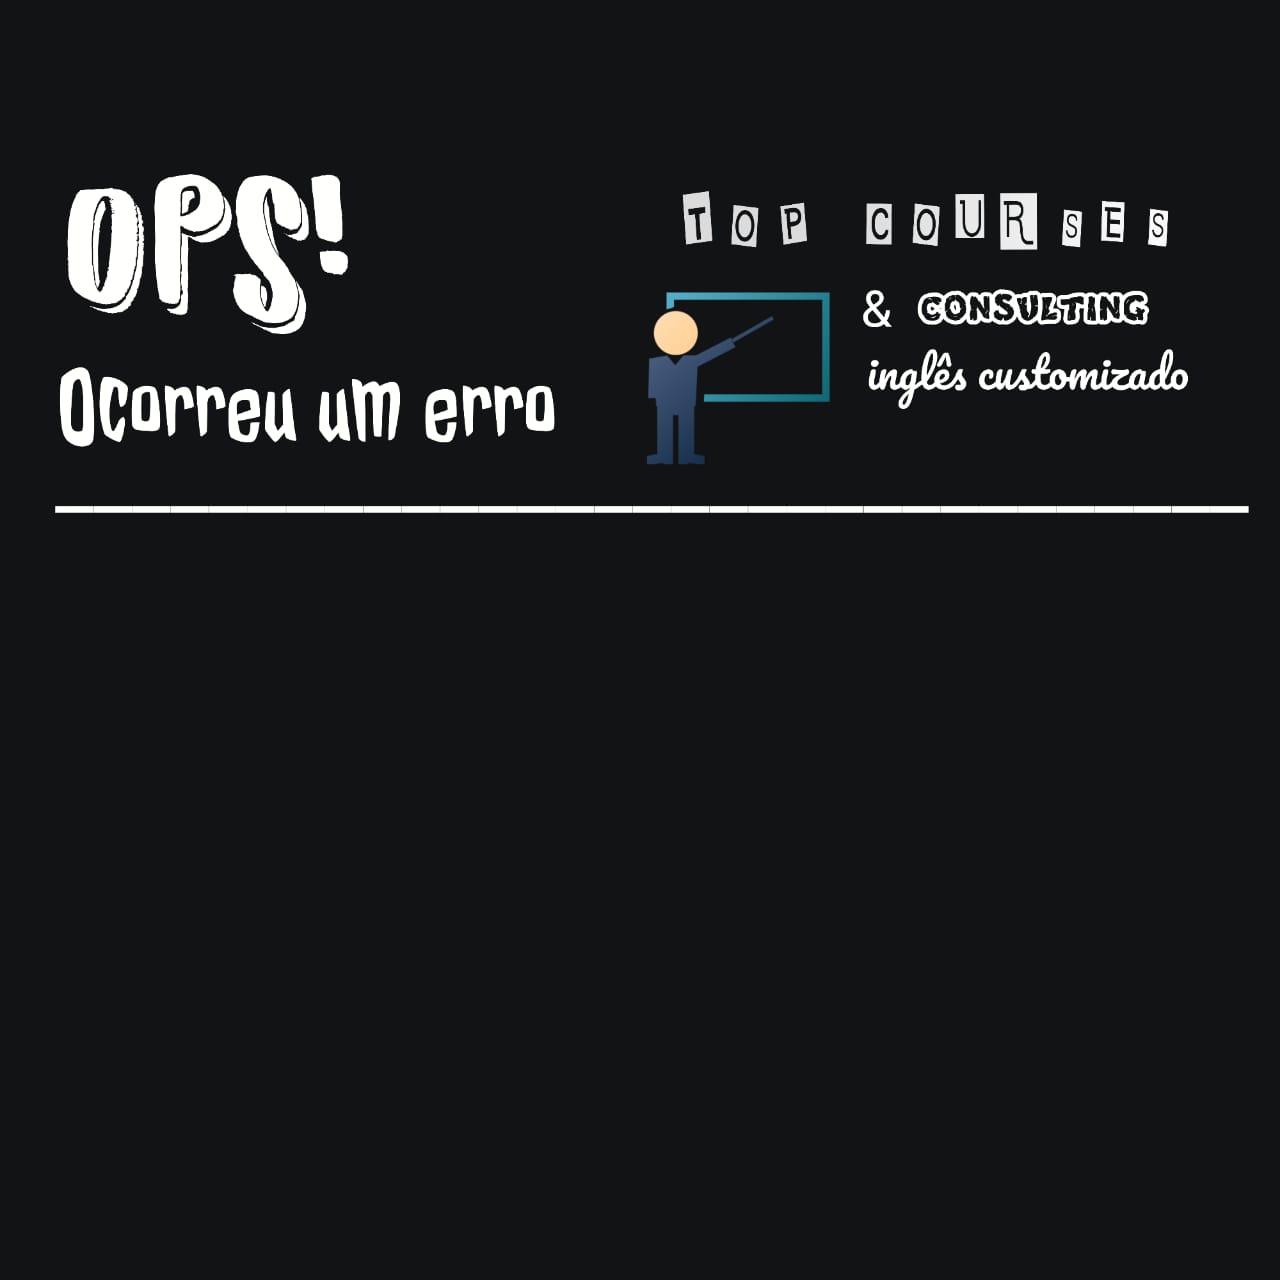 OPS!
Ocorreu um erro
TOP COURSES
& CONSULTING
inglês customizado